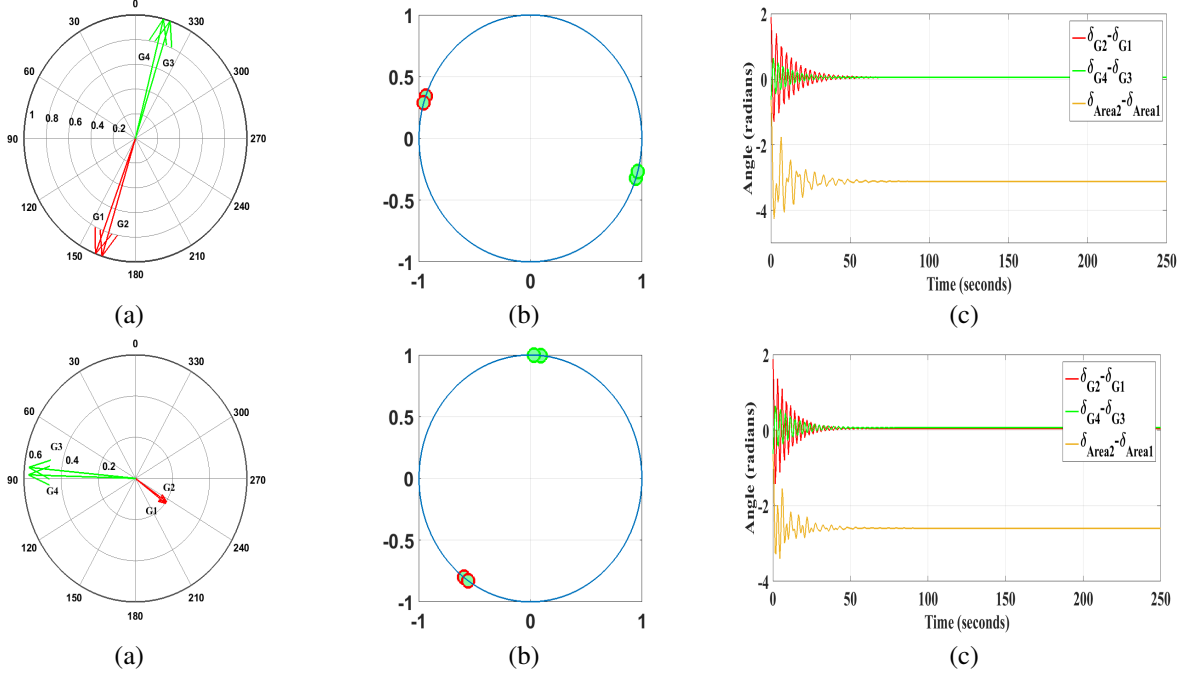 0
30
330
60
300
90
270
120
240
150
210
180
1
0.8
0.6
0.4
0.2
G4
G3
G1
G2
(a)
1
0.5
0
-0.5
-1
-1
0
1
(b)
2
0
-2
-4
Angle (radians)
0
50
100
150
200
250
Time (seconds)
δG2-δG1
δG4-δG3
δArea2-δArea1
(c)
0
30
330
60
300
90
270
120
240
150
210
180
0.6
0.4
0.2
G3
G4
G2
G1
(a)
1
0.5
0
-0.5
-1
-1
0
1
(b)
2
0
-2
-4
Angle (radians)
0
50
100
150
200
250
Time (seconds)
δG2-δG1
δG4-δG3
δArea2-δArea1
(c)